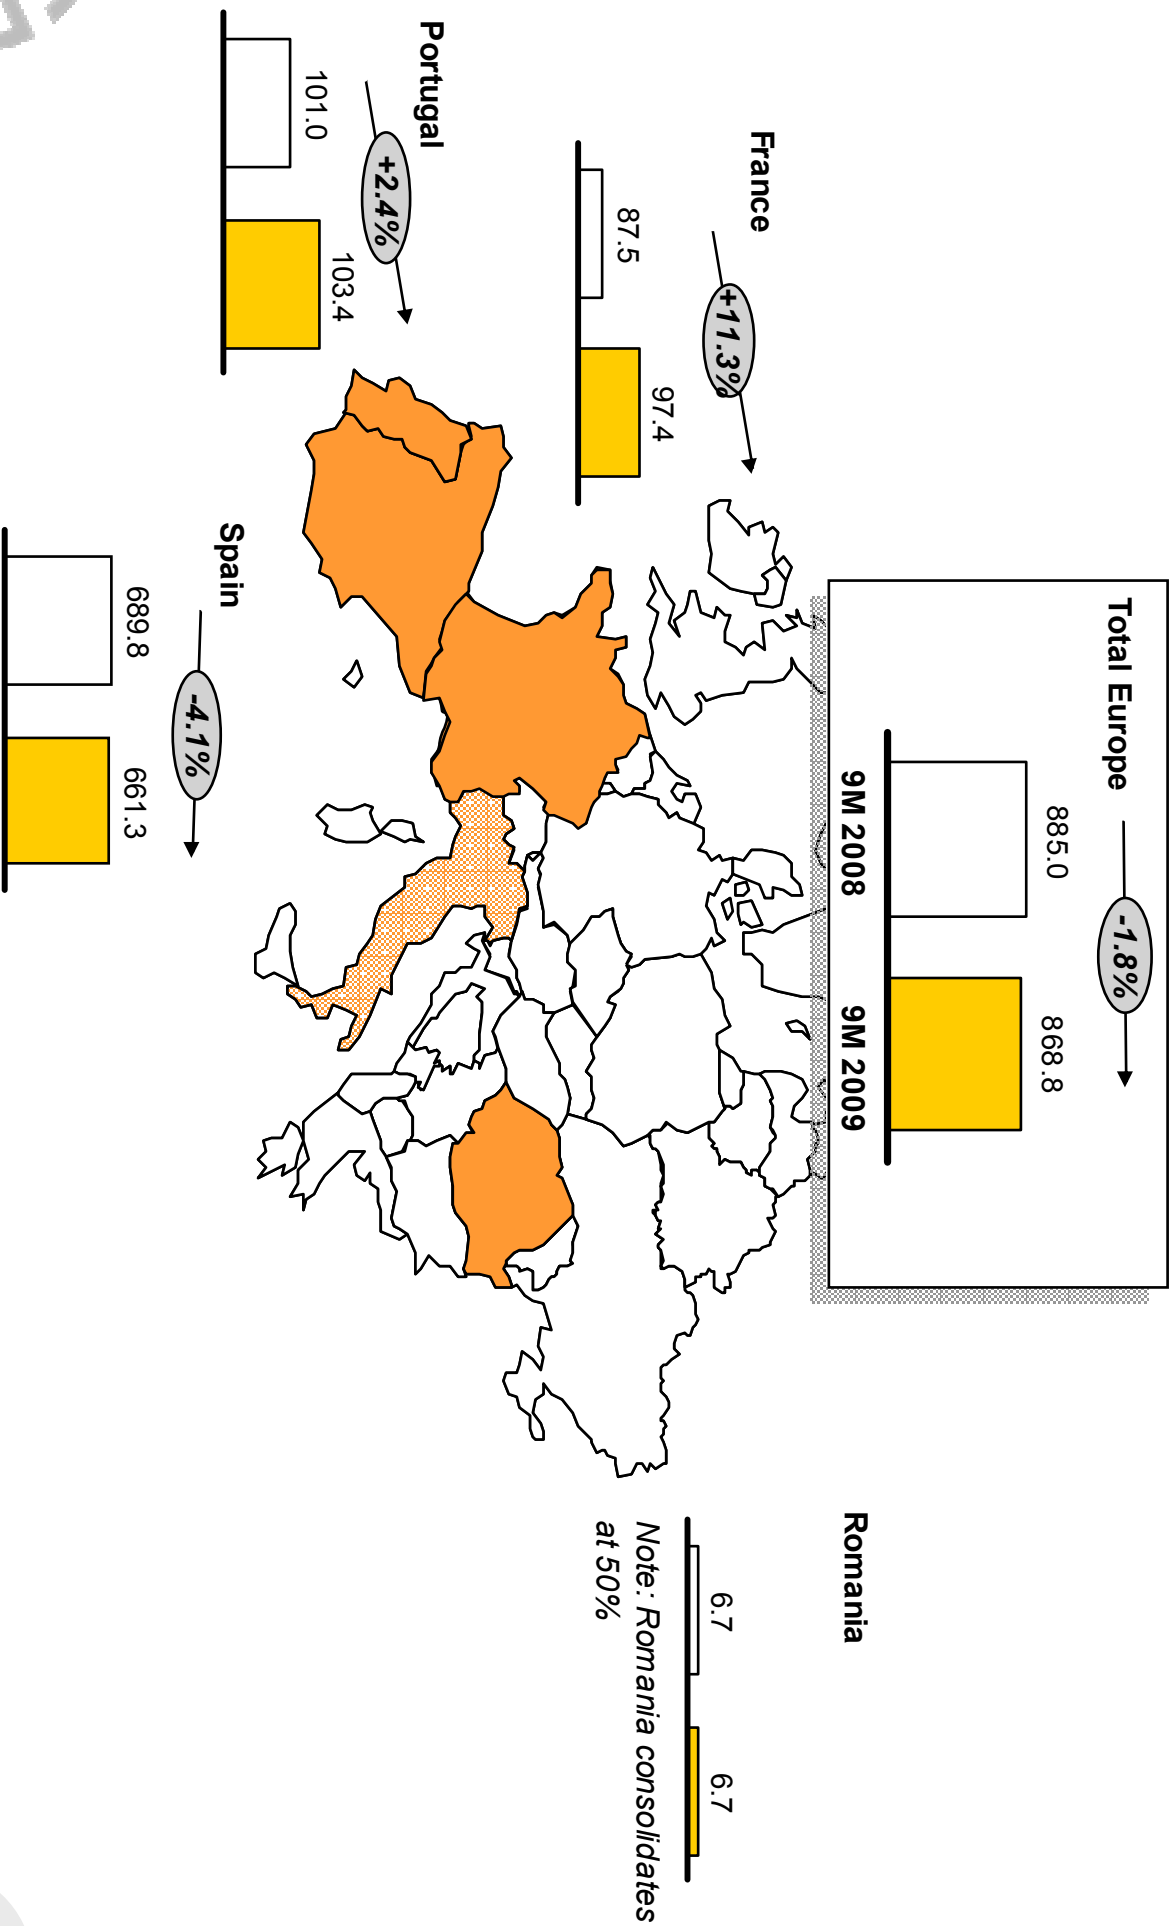 Total Europe
-1.8%
885.0
868.8
9M 2008
9M 2009
Romania
6.7
6.7
Note: Romania consolidates
at 50%
France
+11.3%
87.5
97.4
Portugal
+2.4%
101.0
103.4
Spain
-4.1%
689.8
661.3